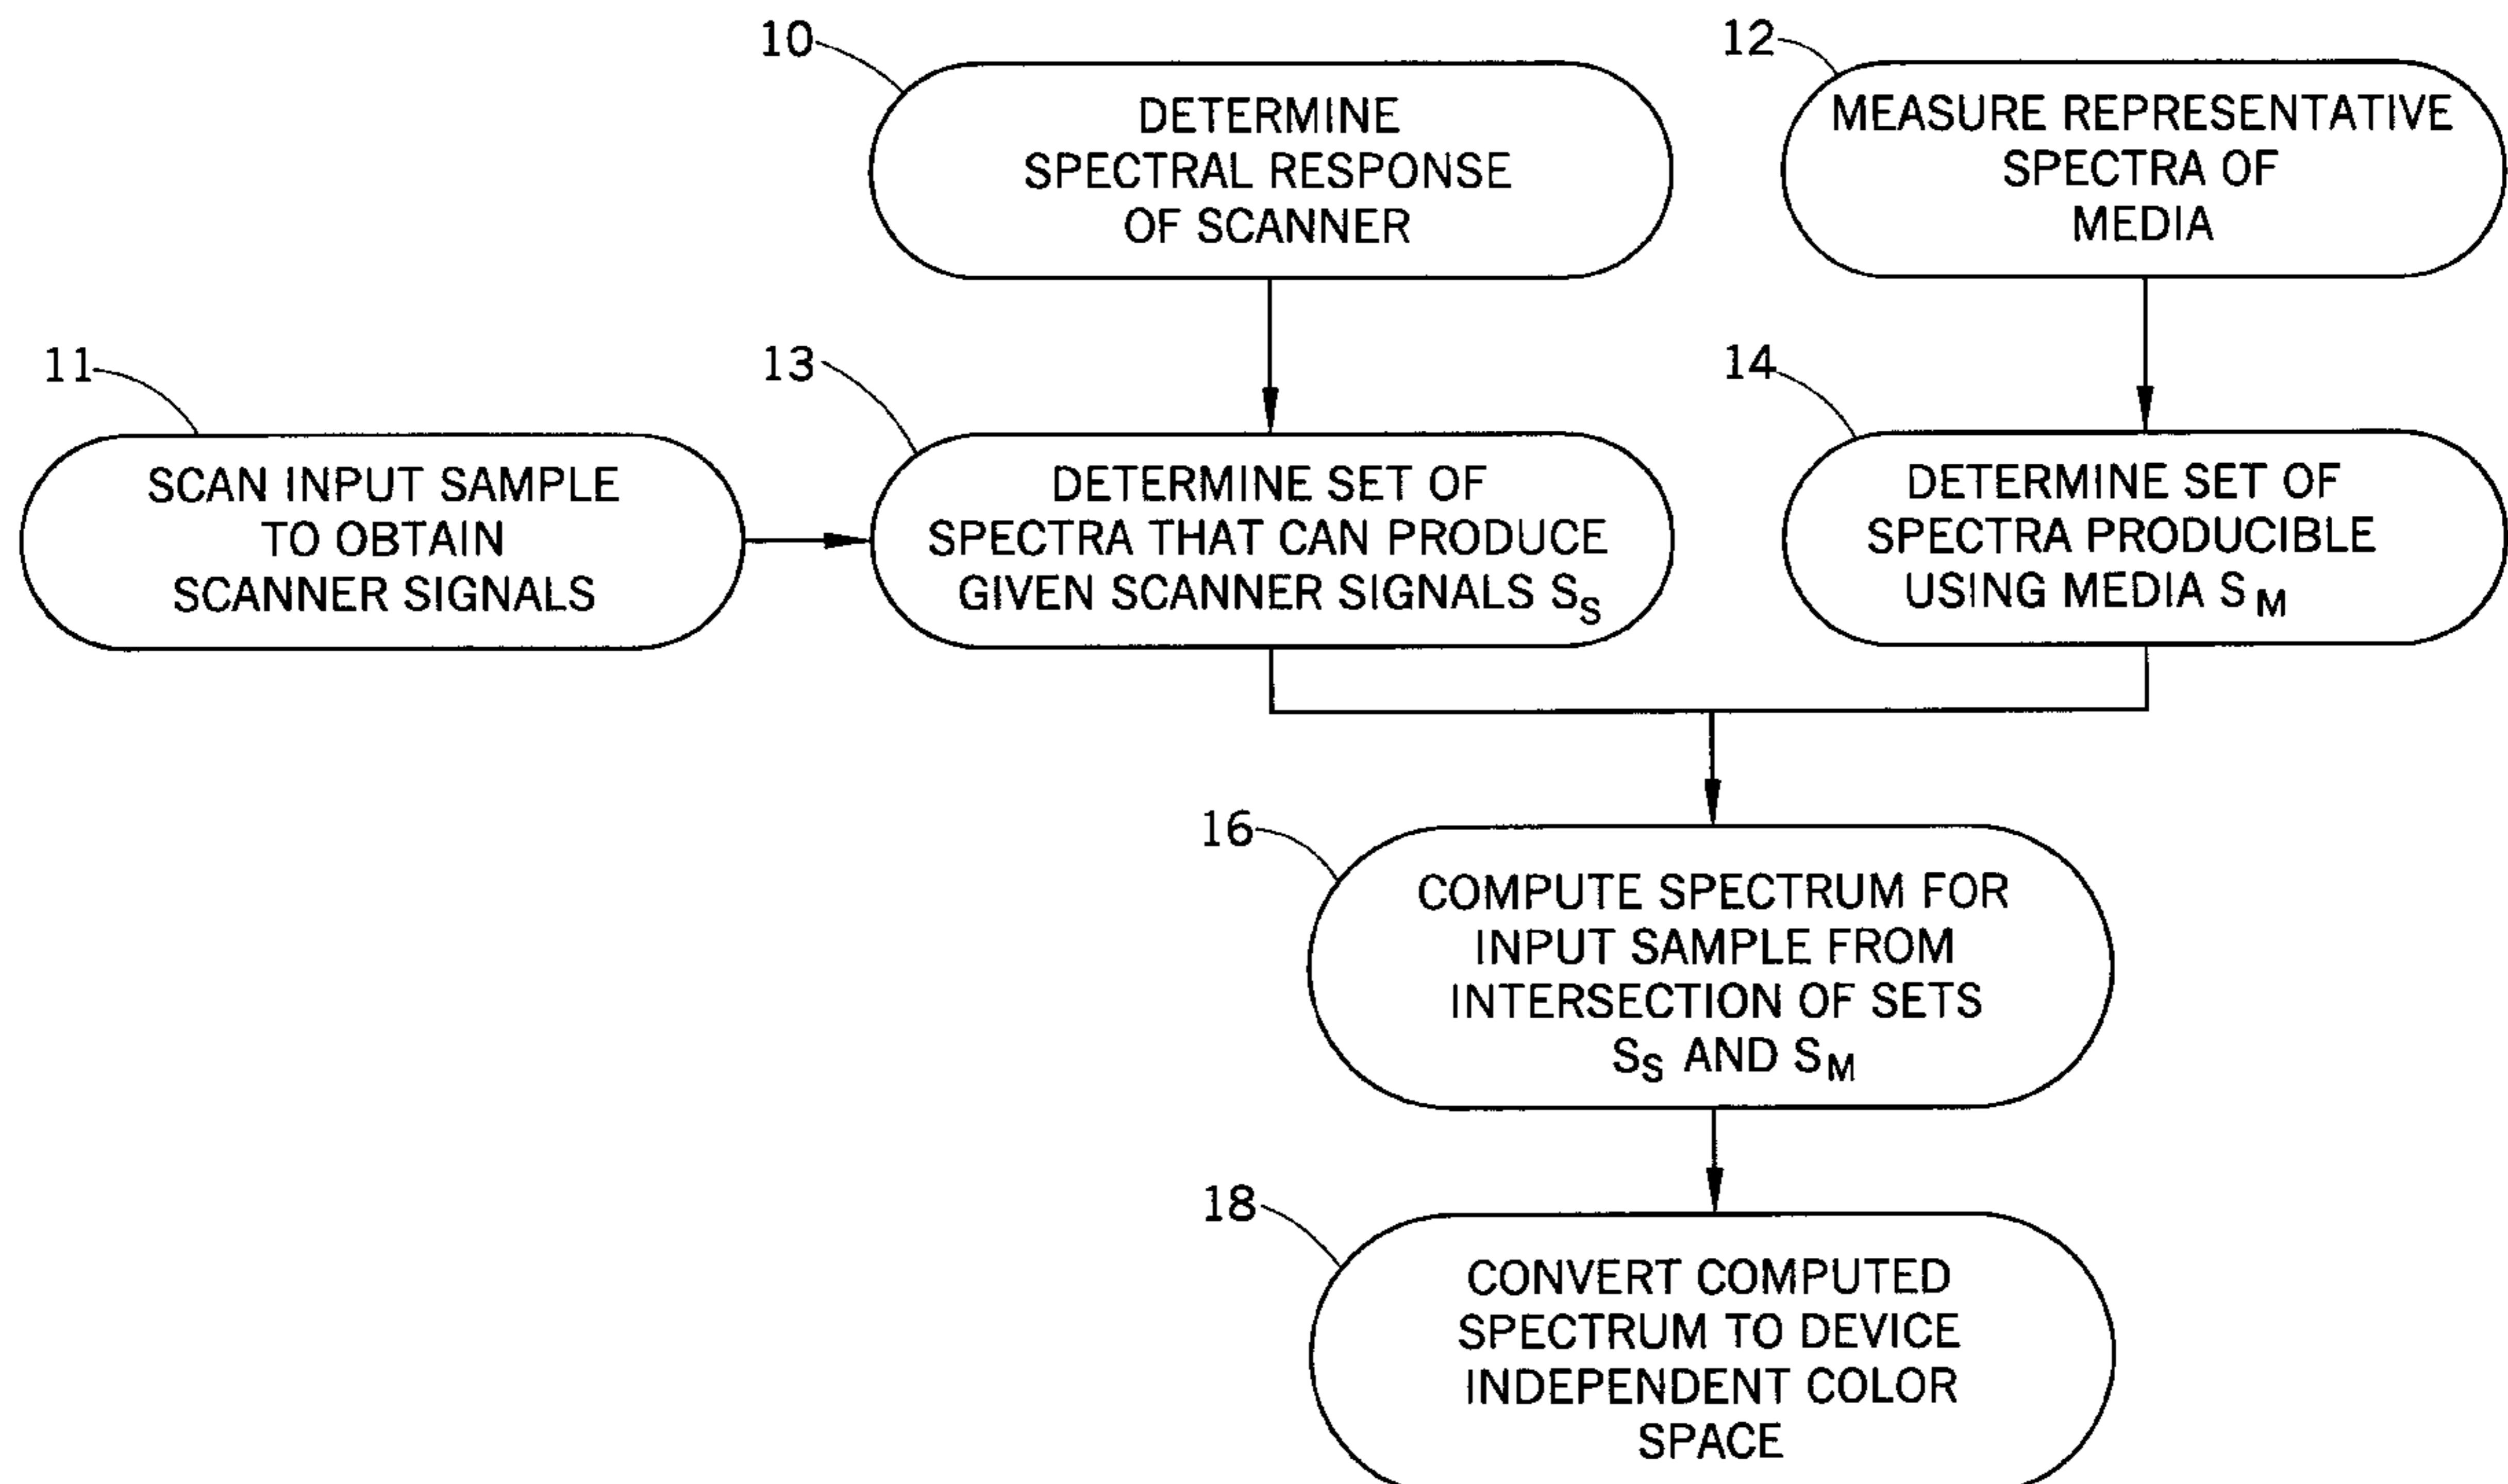 10
DETERMINE
SPECTRAL RESPONSE
OF SCANNER
12
MEASURE REPRESENTATIVE
SPECTRA OF
MEDIA
11
SCAN INPUT SAMPLE
TO OBTAIN
SCANNER SIGNALS
13
DETERMINE SET OF
SPECTRA THAT CAN PRODUCE
GIVEN SCANNER SIGNALS SS
14
DETERMINE SET OF
SPECTRA PRODUCIBLE
USING MEDIA SM
16
COMPUTE SPECTRUM FOR
INPUT SAMPLE FROM
INTERSECTION OF SETS
SS AND SM
18
CONVERT COMPUTED
SPECTRUM TO DEVICE
INDEPENDENT COLOR
SPACE